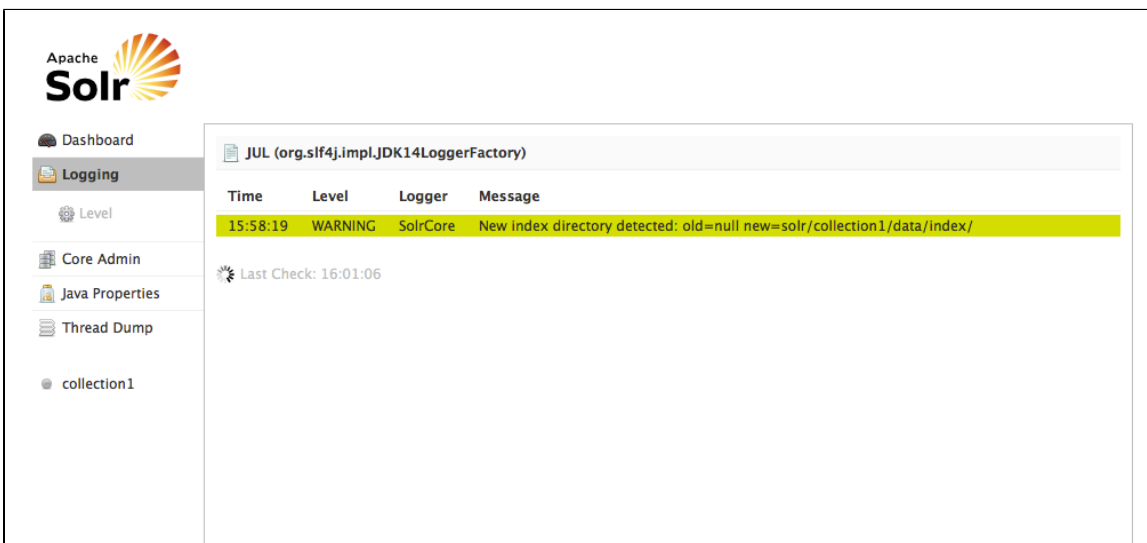 Apache
Solr
Dashboard
Logging
Level
Core Admin
Java Properties
Thread Dump
collection1
JUL (org.slf4j.impl.JDK14LoggerFactory)
Time Level Logger Message
15:58:19 WARNING SolrCore New index directory detected: old=null new=solr/collection1/data/index/
Last Check: 16:01:06